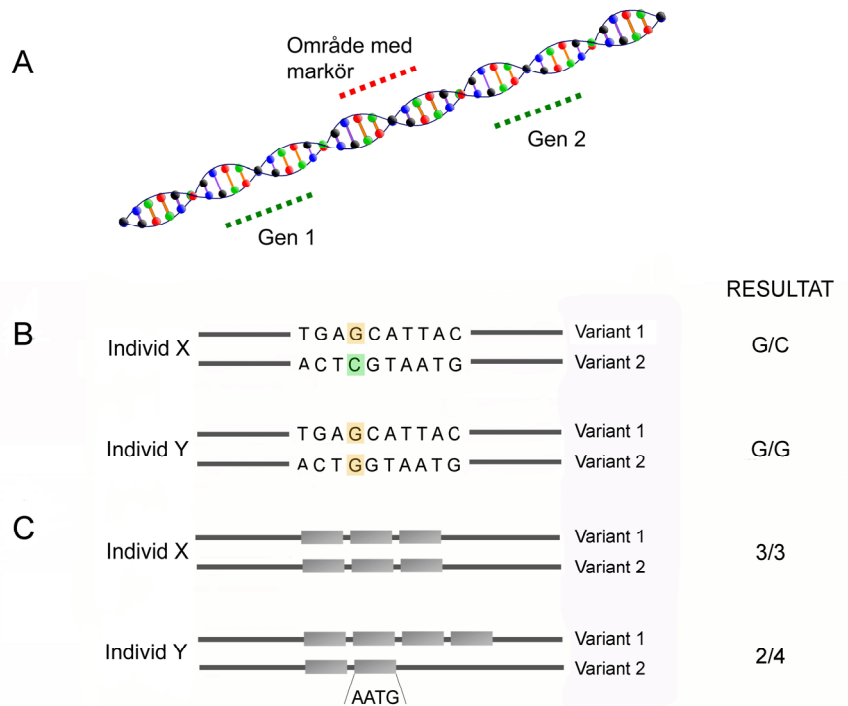 A
Område med
markör
Gen 2
Gen 1
RESULTAT
B
Individ X
TGAGCATTAC
Variant 1
ACTCGTAATG
Variant 2
G/C
Individ Y
TGAGCATTAC
Variant 1
ACTGGTAATG
Variant 2
G/G
C
Individ X
Variant 1
Variant 2
3/3
Individ Y
Variant 1
Variant 2
2/4
AATG